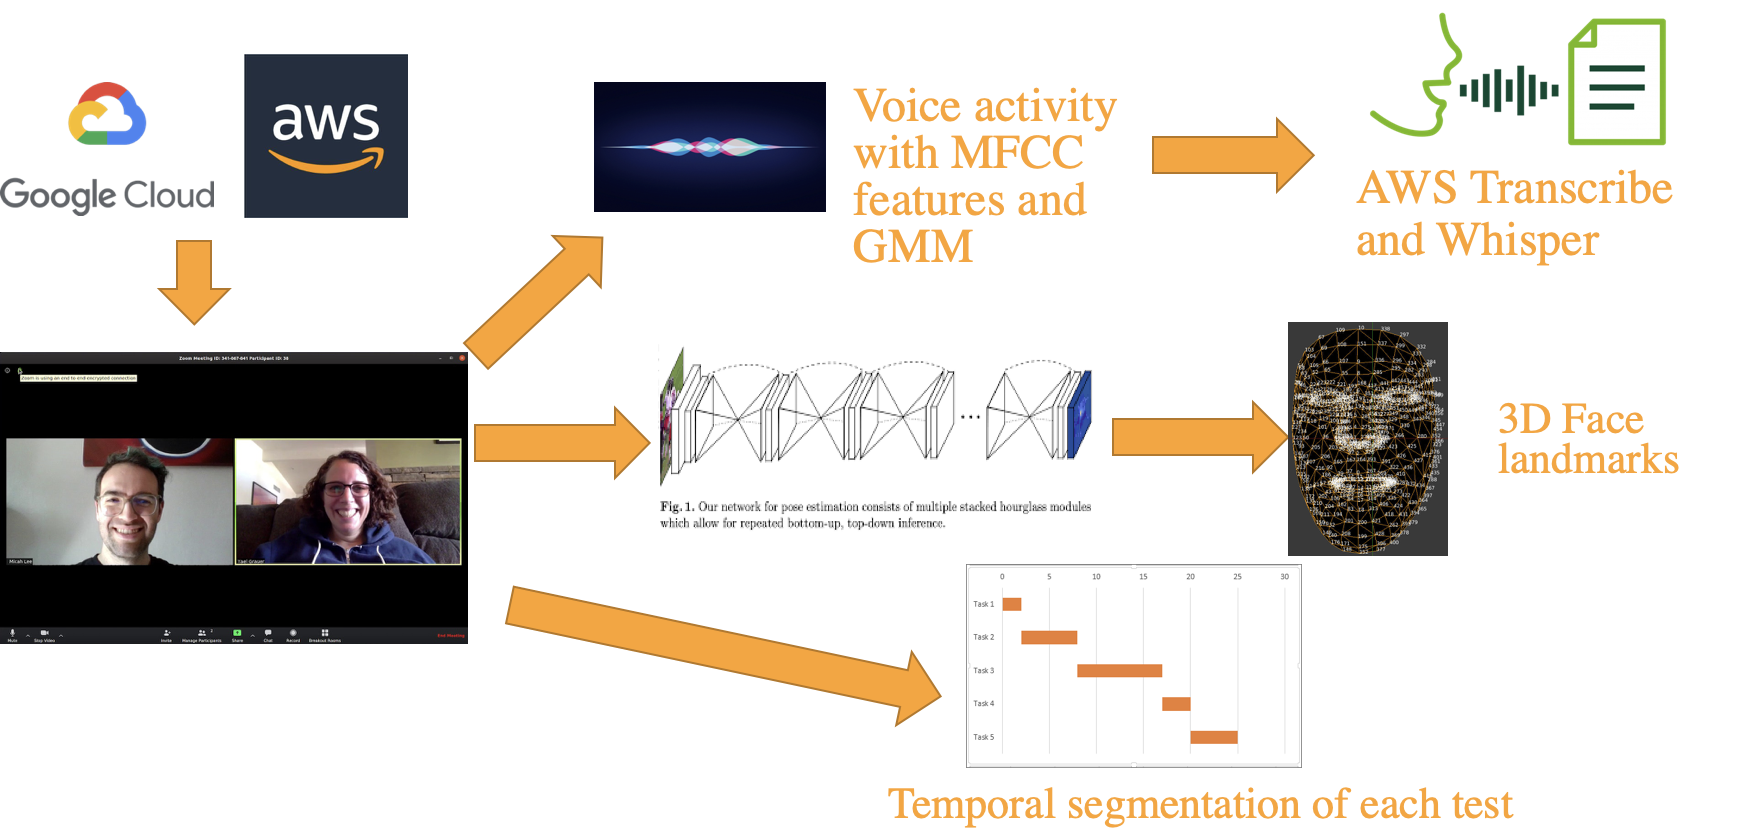 Google Cloud
aws
Voice activity
with MFCC
features and
GMM
AWS Transcribe
and Whisper
Zoom Meeting ID: 341-667-641 Participant ID: 36
Zoom is using an end to end encrypted connection
Micah Lee
Yael Grauer
Mute
Stop Video
Invite
Manage Participants
2
Share
Chat
Record
Breakout Rooms
End Meeting
Fig. 1. Our network for pose estimation consists of multiple stacked hourglass modules
which allow for repeated bottom-up, top-down inference.
3D Face
landmarks
0 5 10 15 20 25 30
Task 1
Task 2
Task 3
Task 4
Task 5
Temporal segmentation of each test